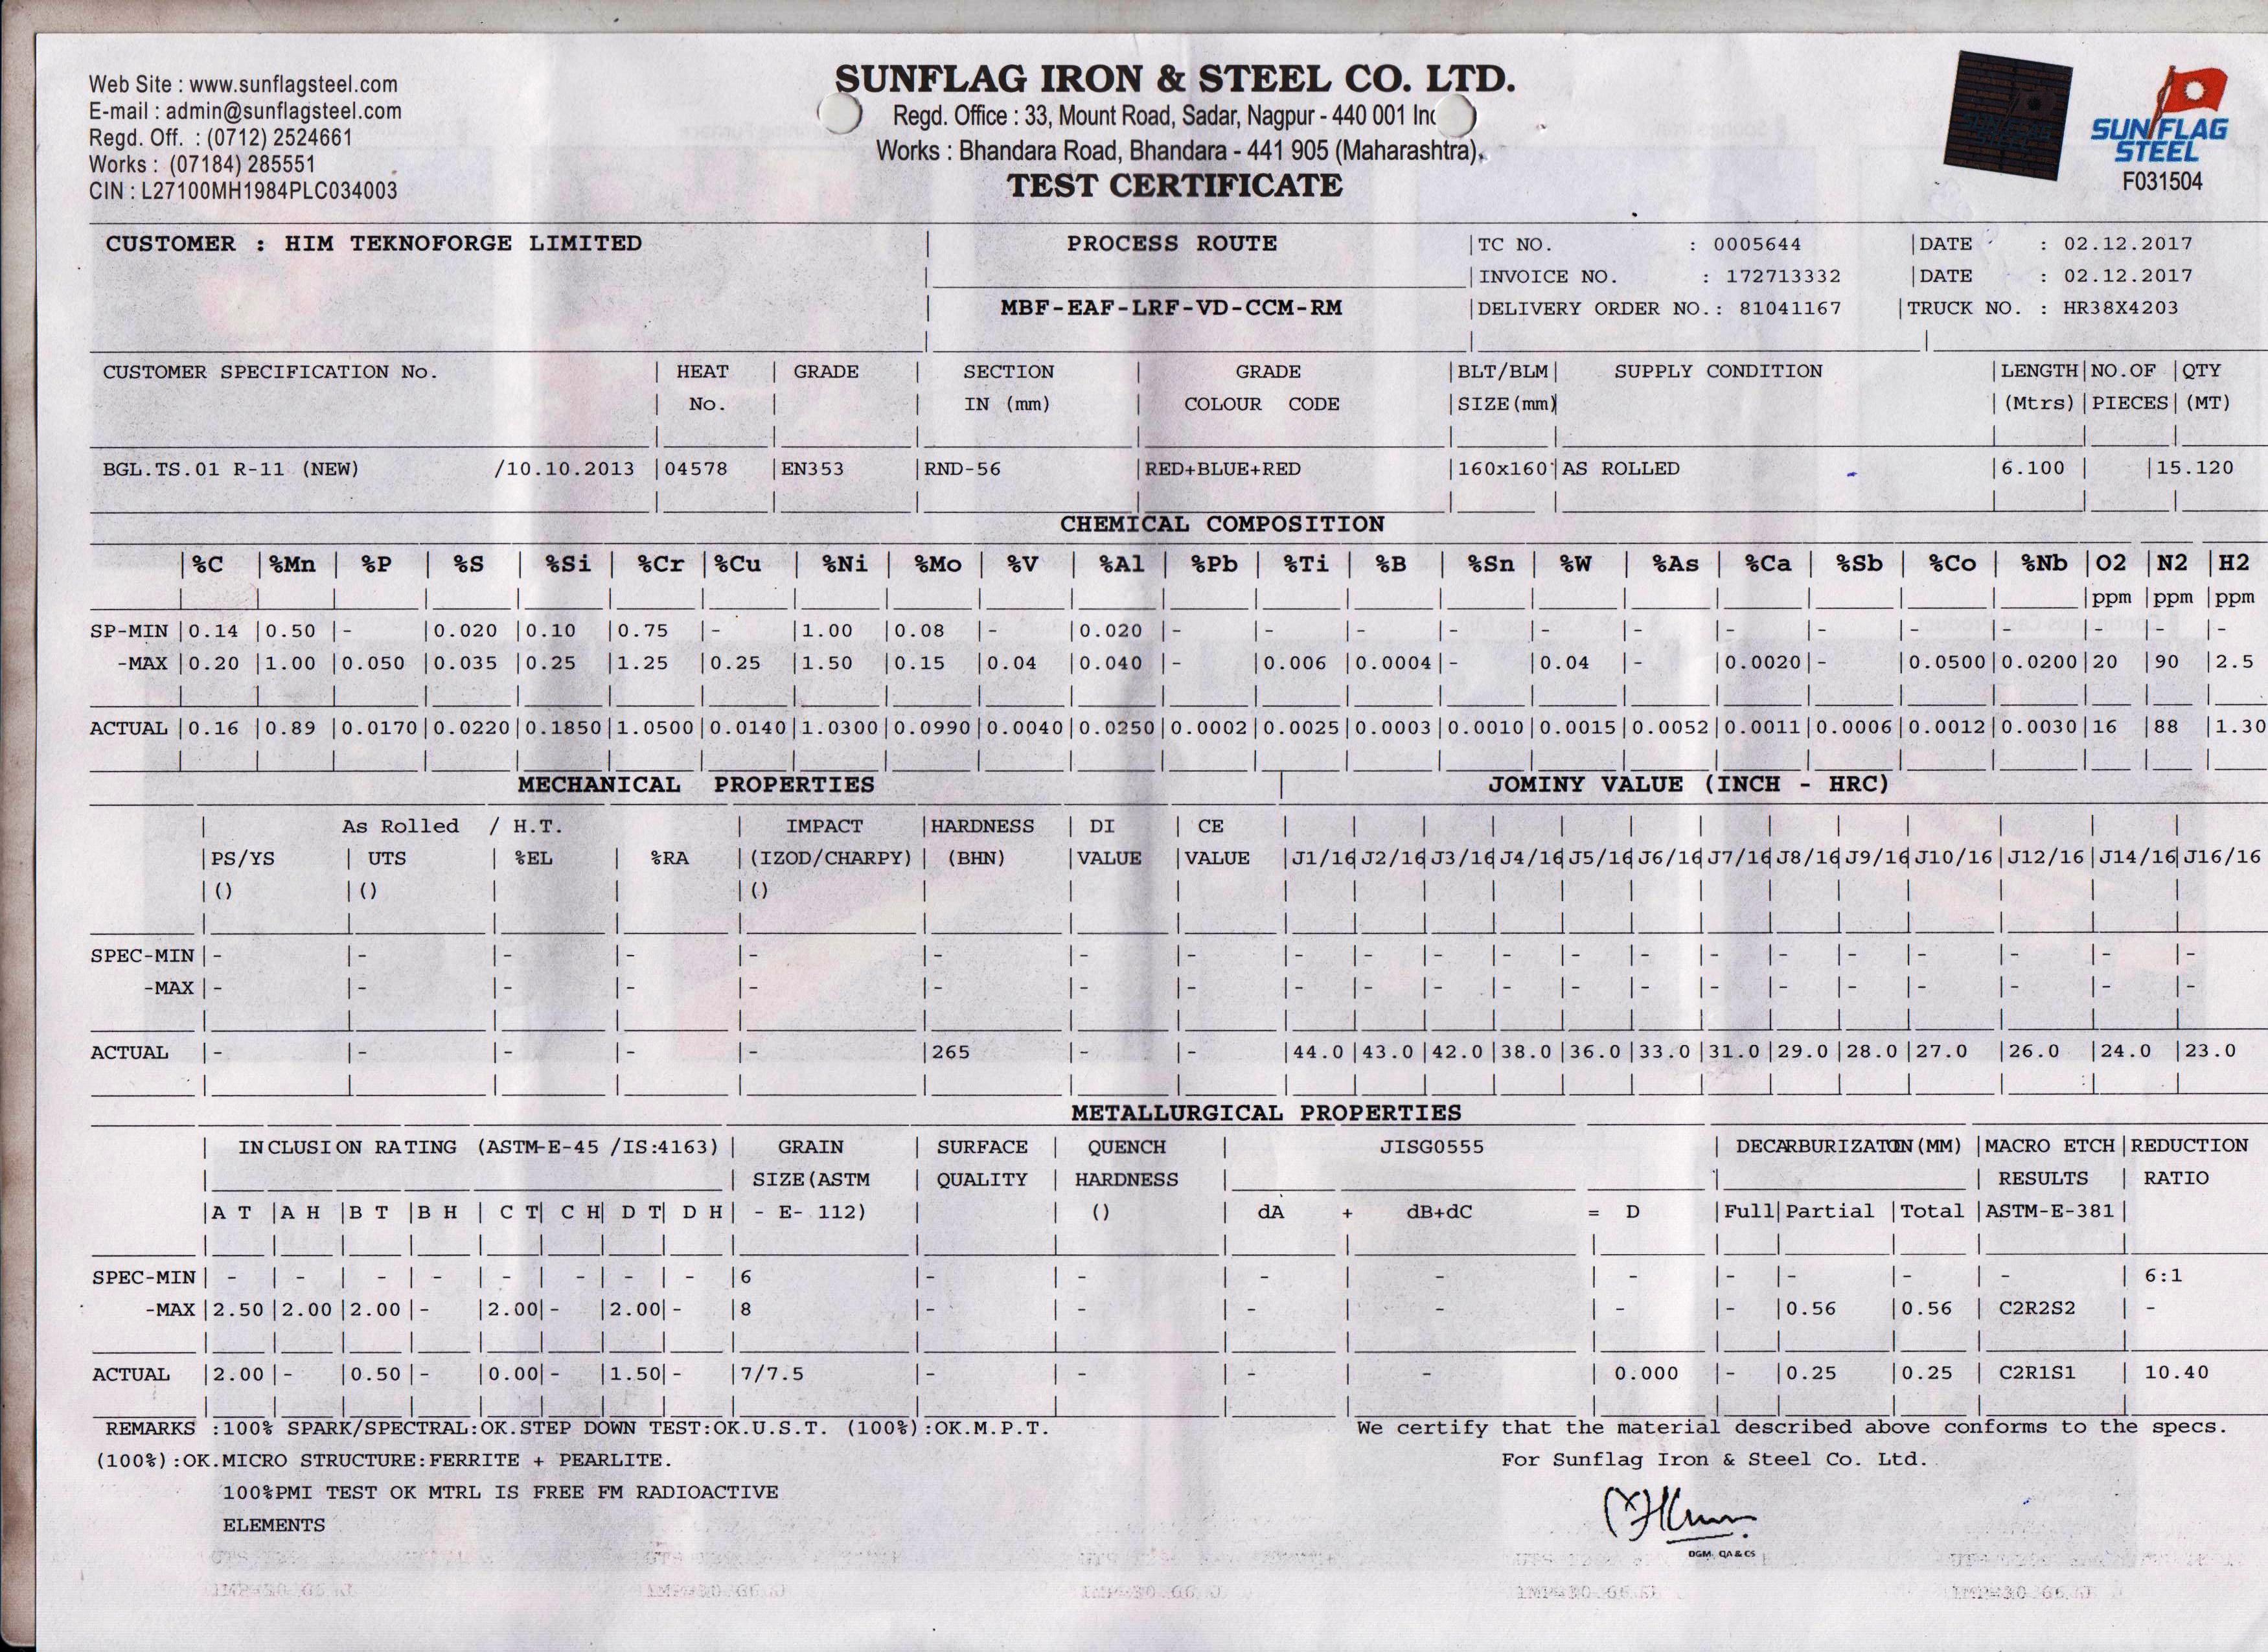 Web Site : www.sunflagsteel.com
E-mail : admin@sunflagsteel.com
Regd. Off. : (0712) 2524661
Works : (07184) 285551
CIN : L27100MH1984PLC034003
SUNFLAG IRON & STEEL CO. LTD.
Regd. Office : 33, Mount Road, Sadar, Nagpur - 440 001
Works : Bhandara Road, Bhandara - 441 905 (Maharashtra)
TEST CERTIFICATE
SUN FLAG
STEEL
F031504
CUSTOMER : HIM TEKNOFORGE LIMITED | PROCESS ROUTE |TC NO. : 0005644 |DATE : 02.12.2017
|INVOICE NO. : 172713332 |DATE : 02.12.2017
| MBF-EAF-LRF-VD-CCM-RM |DELIVERY ORDER NO.: 81041167 |TRUCK NO. : HR38X4203
CUSTOMER SPECIFICATION No. | HEAT | GRADE | SECTION | GRADE |BLT/BLM| SUPPLY CONDITION |LENGTH|NO.OF |QTY
| No. | | IN (mm) | COLOUR CODE |SIZE(mm)| |(Mtrs)|PIECES|(MT)
BGL.TS.01 R-11 (NEW) /10.10.2013 |04578 |EN353 |RND-56 |RED+BLUE+RED |160x160|AS ROLLED |6.100 | |15.120
CHEMICAL COMPOSITION
|%C |%Mn | %P | %S | %Si | %Cr |%Cu | %Ni | %Mo | %V | %Al | %Pb | %Ti | %B | %Sn | %W | %As | %Ca | %Sb | %Co | %Nb |O2 |N2 |H2
|ppm |ppm |ppm
SP-MIN |0.14 |0.50 |- |0.020 |0.10 |0.75 |- |1.00 |0.08 |- |0.020 |- |- |- |- |- |- |- |- |- |- |- |- |-
-MAX |0.20 |1.00 |0.050 |0.035 |0.25 |1.25 |0.25 |1.50 |0.15 |0.04 |0.040 |- |0.006 |0.0004|- |0.04 |- |0.0020|- |0.0500|0.0200|20 |90 |2.5
ACTUAL |0.16 |0.89 |0.0170|0.0220|0.1850|1.0500|0.0140|1.0300|0.0990|0.0040|0.0250|0.0002|0.0025|0.0003|0.0010|0.0015|0.0052|0.0011|0.0006|0.0012|0.0030|16 |88 |1.30
MECHANICAL PROPERTIES | JOMINY VALUE (INCH - HRC)
| As Rolled / H.T. | IMPACT |HARDNESS | DI | CE
|PS/YS | UTS | %EL | %RA |(IZOD/CHARPY)| (BHN) |VALUE |VALUE |J1/16|J2/16|J3/16|J4/16|J5/16|J6/16|J7/16|J8/16|J9/16|J10/16|J12/16|J14/16|J16/16
|() |() | | |()
SPEC-MIN|- |- |- |- |- |- |- |- |- |- |- |- |- |- |- |- |- |- |- |- |-
-MAX|- |- |- |- |- |- |- |- |- |- |- |- |- |- |- |- |- |- |- |- |-
ACTUAL |- |- |- |- |- |265 |- |- |44.0|43.0|42.0|38.0|36.0|33.0|31.0|29.0|28.0|27.0 |26.0 |24.0 |23.0
METALLURGICAL PROPERTIES
| INCLUSION RATING (ASTM-E-45 /IS:4163)| GRAIN | SURFACE | QUENCH | JISG0555 | DECARBURIZATON(MM) |MACRO ETCH|REDUCTION
| SIZE(ASTM | QUALITY | HARDNESS | | | RESULTS | RATIO
|A T |A H |B T |B H | C T| C H| D T| D H| - E- 112) | | () | dA + dB+dC = D |Full|Partial |Total |ASTM-E-381|
SPEC-MIN| - | - | - | - | - | - | - | - |6 |- | - | - | - | - |- |- |- | - | 6:1
-MAX|2.50|2.00|2.00|- |2.00|- |2.00|- |8 |- | - | - | - | - |- |0.56 |0.56 | C2R2S2 | -
ACTUAL |2.00|- |0.50|- |0.00|- |1.50|- |7/7.5 |- | - | - | - | 0.000 |- |0.25 |0.25 | C2R1S1 | 10.40
REMARKS :100% SPARK/SPECTRAL:OK.STEP DOWN TEST:OK.U.S.T. (100%):OK.M.P.T. We certify that the material described above conforms to the specs.
(100%):OK.MICRO STRUCTURE:FERRITE + PEARLITE. For Sunflag Iron & Steel Co. Ltd.
100%PMI TEST OK MTRL IS FREE FM RADIOACTIVE
ELEMENTS
DGM. QA & CS